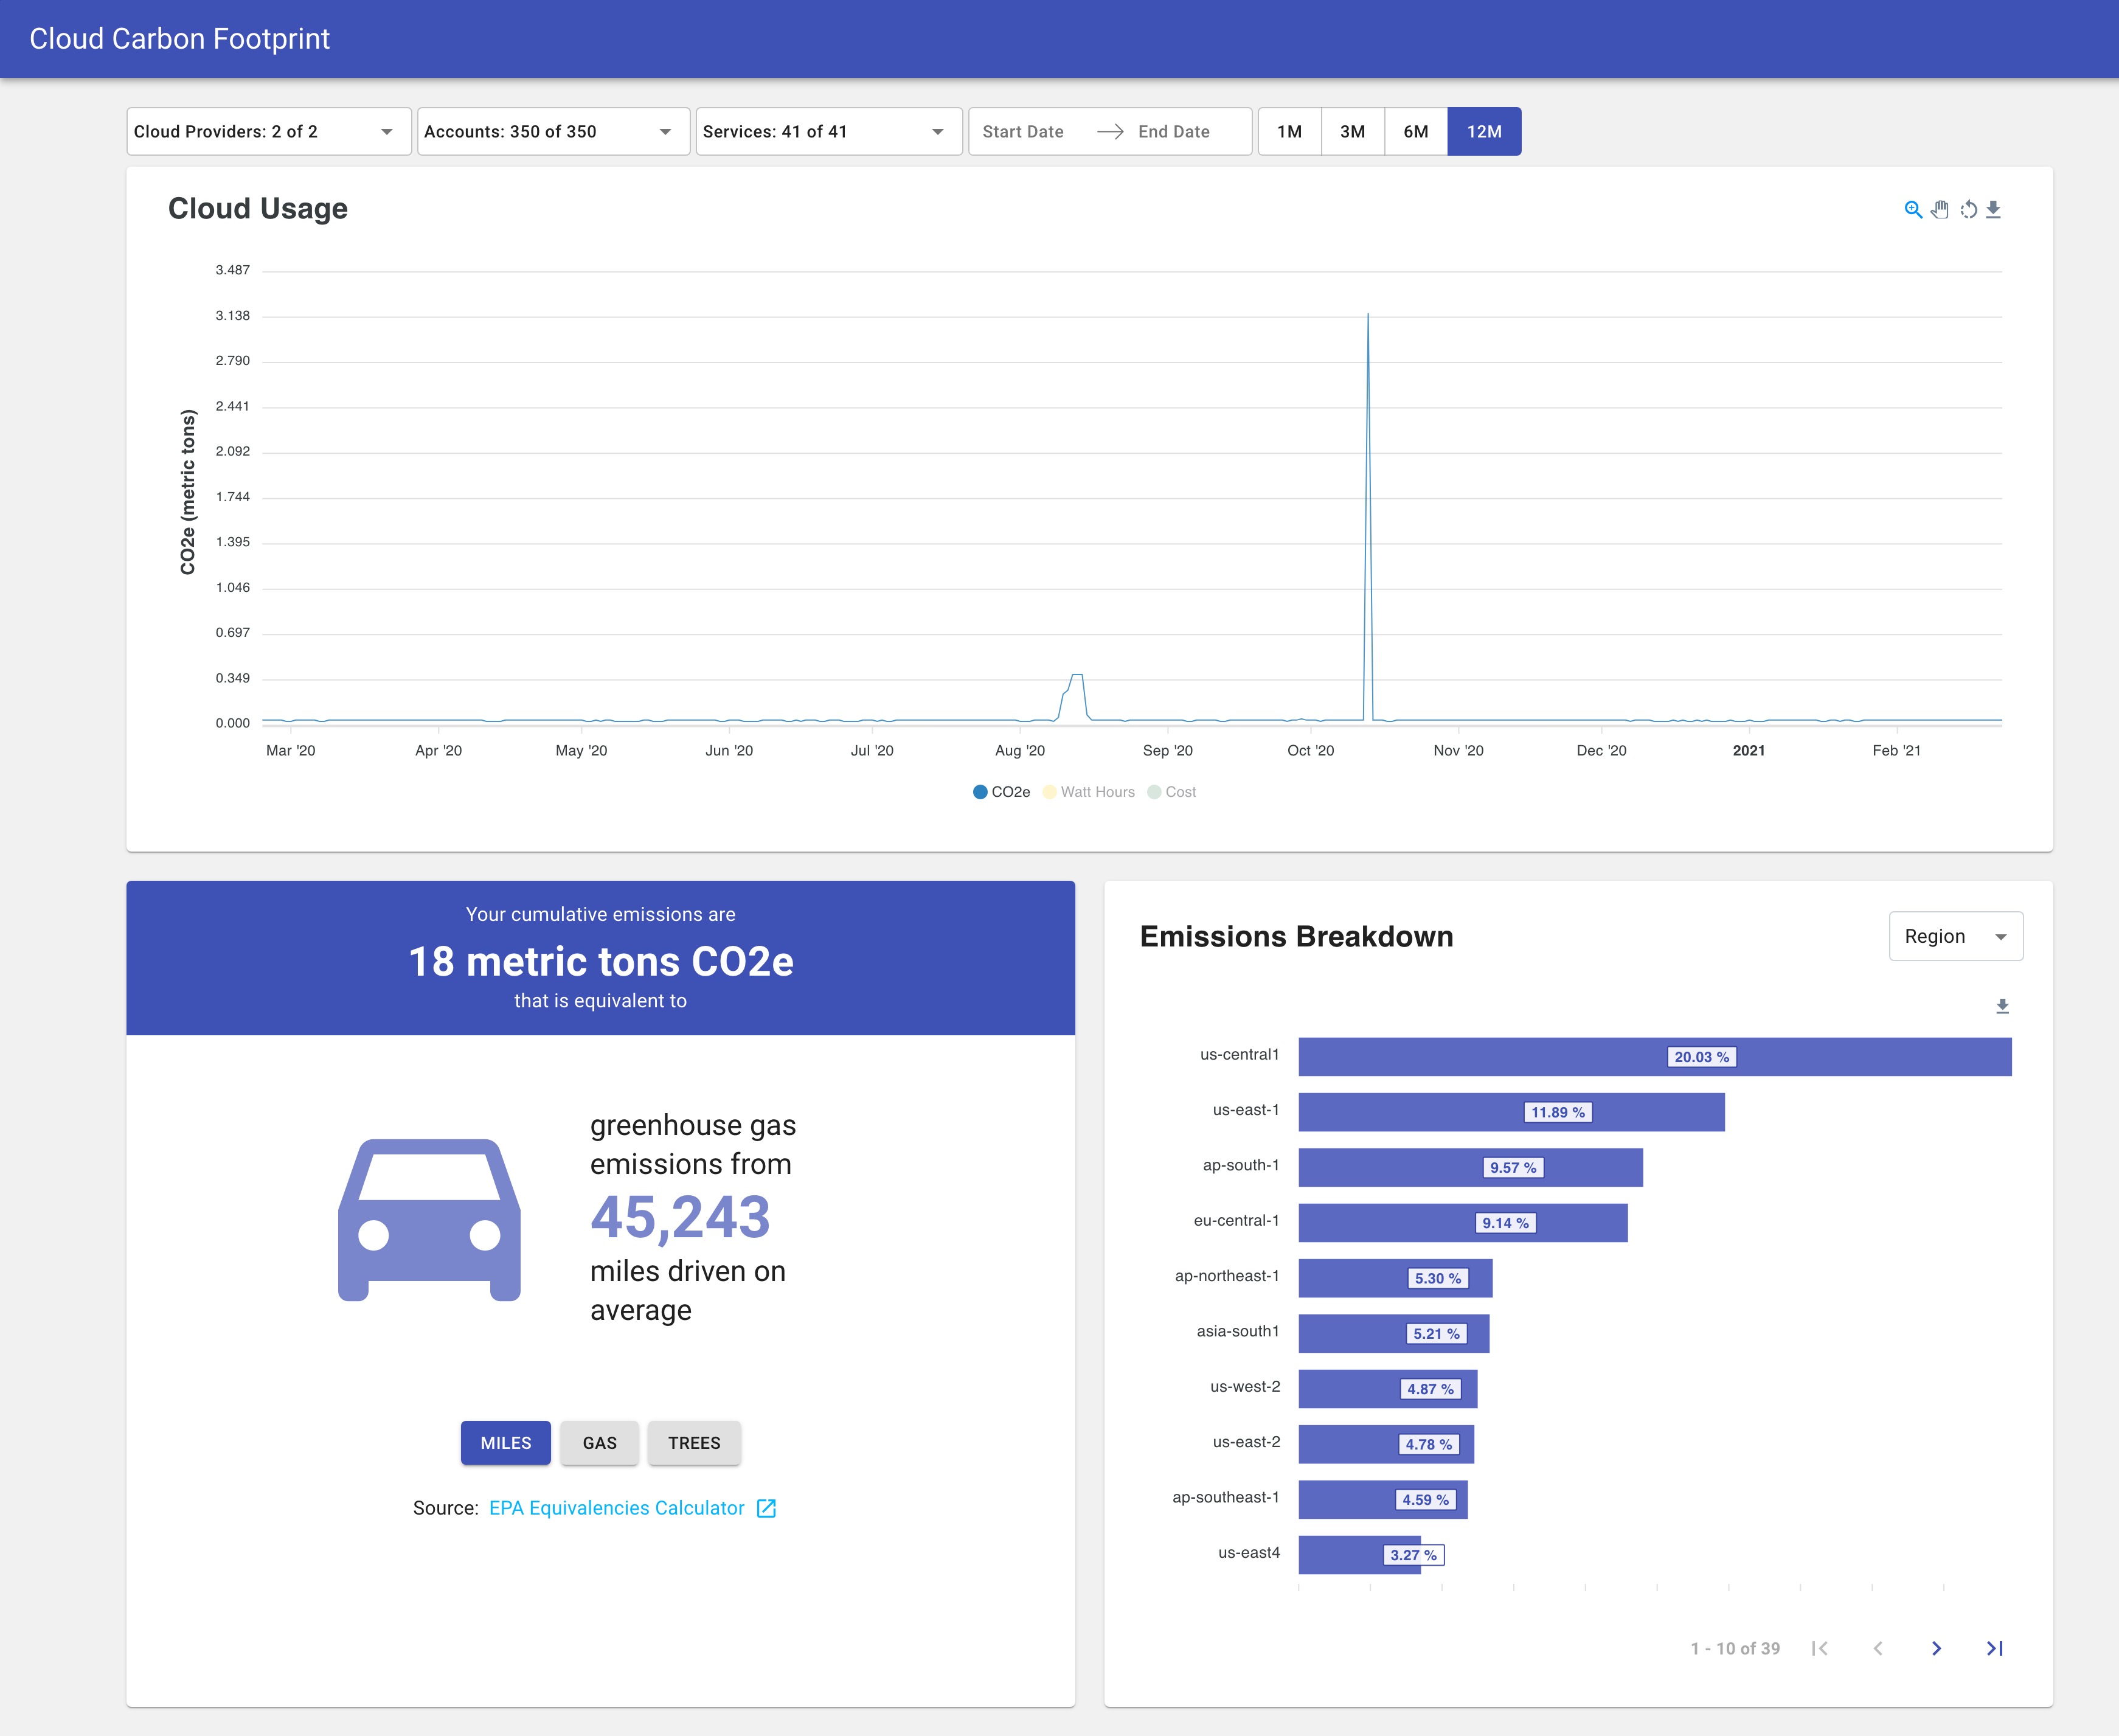 Cloud Carbon Footprint
Cloud Providers: 2 of 2
Accounts: 350 of 350
Services: 41 of 41
Start Date
End Date
1M
3M
6M
12M
Cloud Usage
CO2e (metric tons)
3.487
3.138
2.790
2.441
2.092
1.744
1.395
1.046
0.697
0.349
0.000
Mar '20
Apr '20
May '20
Jun '20
Jul '20
Aug '20
Sep '20
Oct '20
Nov '20
Dec '20
2021
Feb '21
CO2e
Watt Hours
Cost
Your cumulative emissions are
18 metric tons CO2e
that is equivalent to
greenhouse gas
emissions from
45,243
miles driven on
average
MILES
GAS
TREES
Source: EPA Equivalencies Calculator
Emissions Breakdown
Region
us-central1
20.03 %
us-east-1
11.89 %
ap-south-1
9.57 %
eu-central-1
9.14 %
ap-northeast-1
5.30 %
asia-south1
5.21 %
us-west-2
4.87 %
us-east-2
4.78 %
ap-southeast-1
4.59 %
us-east4
3.27 %
1 - 10 of 39